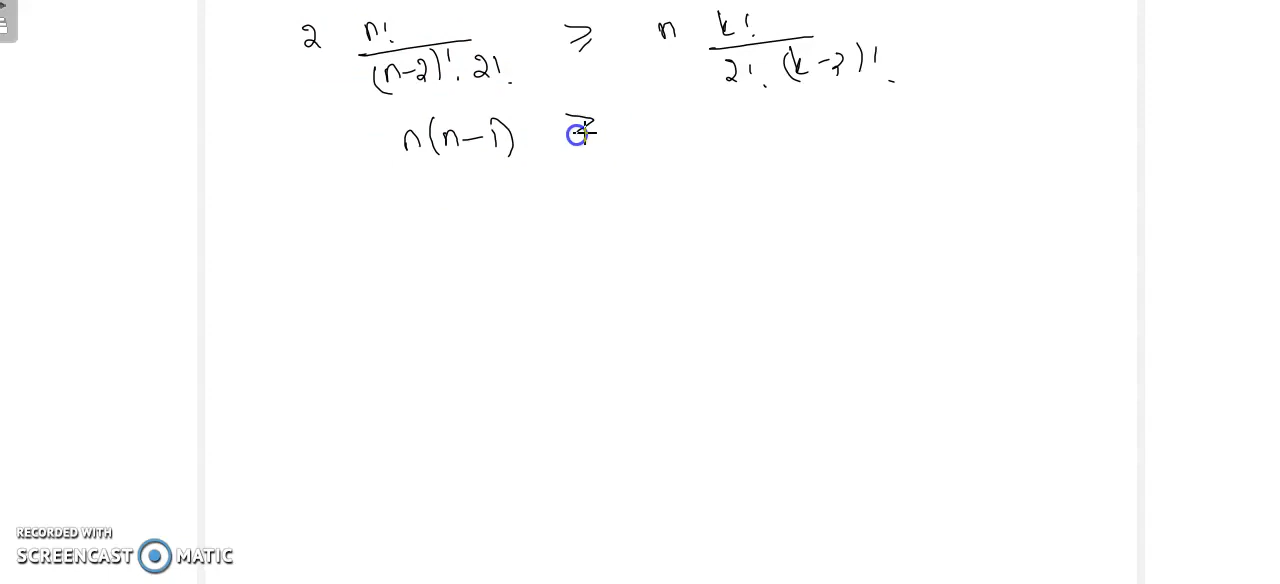 2 n! / (n-2)! . 2! ≥ n k! / 2! . (k-2)!
n(n-1) ≥
RECORDED WITH
SCREENCAST MATIC